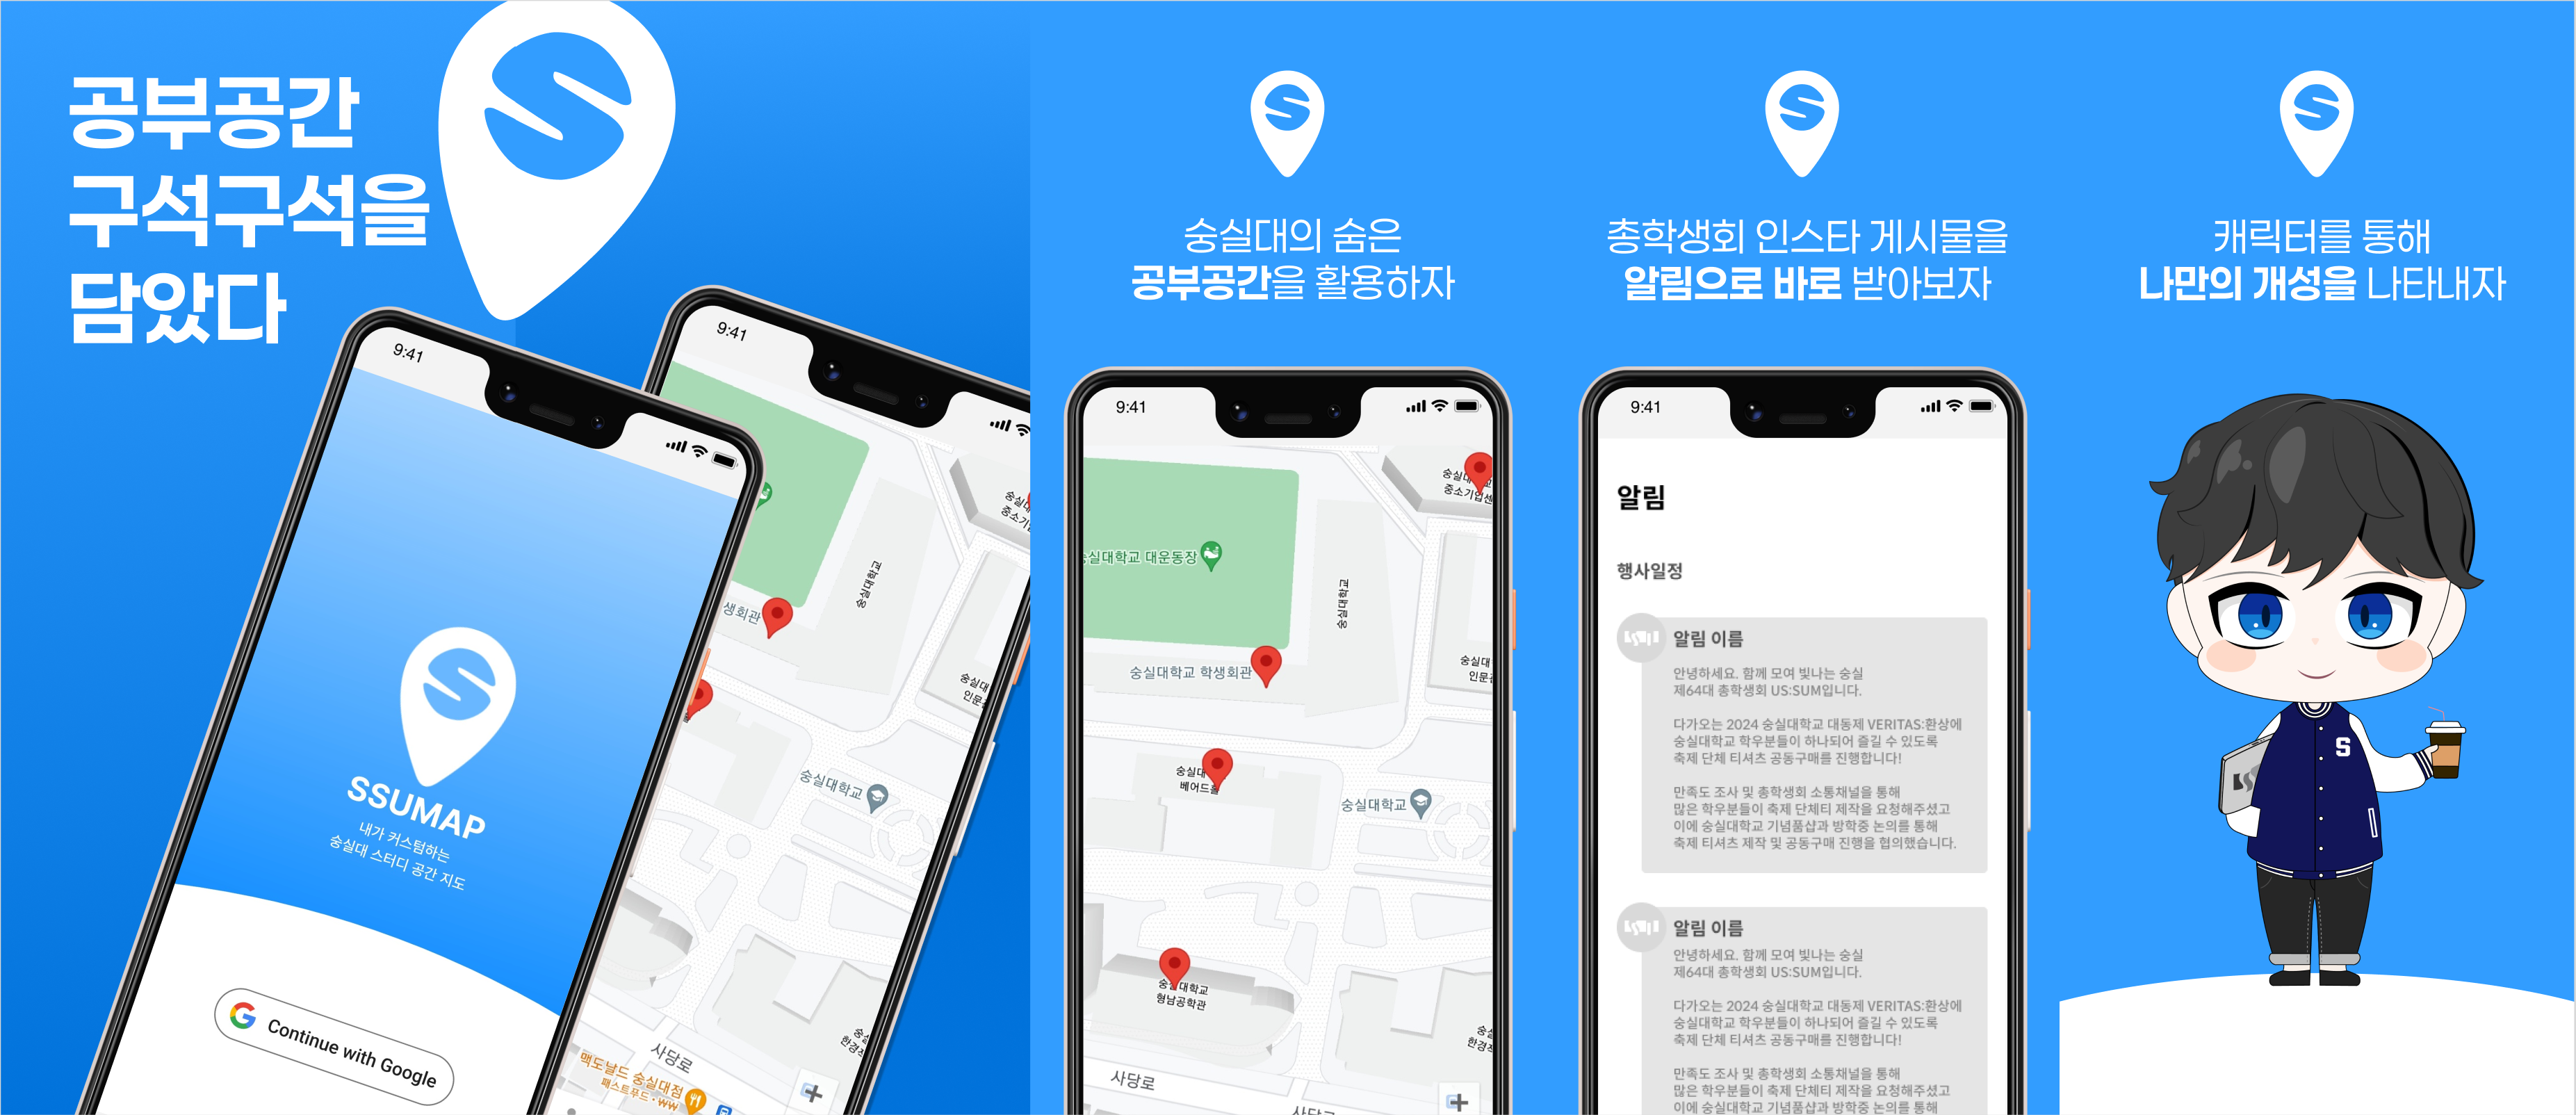 공부공간
구석구석을
담았다
9:41
SSUMAP
내가 커스텀하는
숭실대 스터디 공간 지도
Continue with Google
9:41
생회관
숭실대학교
숭실대학교
사당로
맥도날드 숭실대점
패스트푸드
숭실대의 숨은
공부공간을 활용하자
9:41
중소기업센
숭실대학교 대운동장
숭실대학교
숭실대학교 학생회관
숭실대
인문관
숭실대
베어드홀
숭실대학교
숭실대학교
형남공학관
사당로
총학생회 인스타 게시물을
알림으로 바로 받아보자
9:41
알림
행사일정
알림 이름
안녕하세요. 함께 모여 빛나는 숭실
제64대 총학생회 US:SUM입니다.
다가오는 2024 숭실대학교 대동제 VERITAS:환상에
숭실대학교 학우분들이 하나되어 즐길 수 있도록
축제 단체 티셔츠 공동구매를 진행합니다!
만족도 조사 및 총학생회 소통채널을 통해
많은 학우분들이 축제 단체티 제작을 요청해주셨고
이에 숭실대학교 기념품샵과 방학중 논의를 통해
축제 티셔츠 제작 및 공동구매 진행을 협의했습니다.
알림 이름
안녕하세요. 함께 모여 빛나는 숭실
제64대 총학생회 US:SUM입니다.
다가오는 2024 숭실대학교 대동제 VERITAS:환상에
숭실대학교 학우분들이 하나되어 즐길 수 있도록
축제 단체 티셔츠 공동구매를 진행합니다!
만족도 조사 및 총학생회 소통채널을 통해
많은 학우분들이 축제 단체티 제작을 요청해주셨고
이에 숭실대학교 기념품샵과 방학중 논의를 통해
캐릭터를 통해
나만의 개성을 나타내자
S